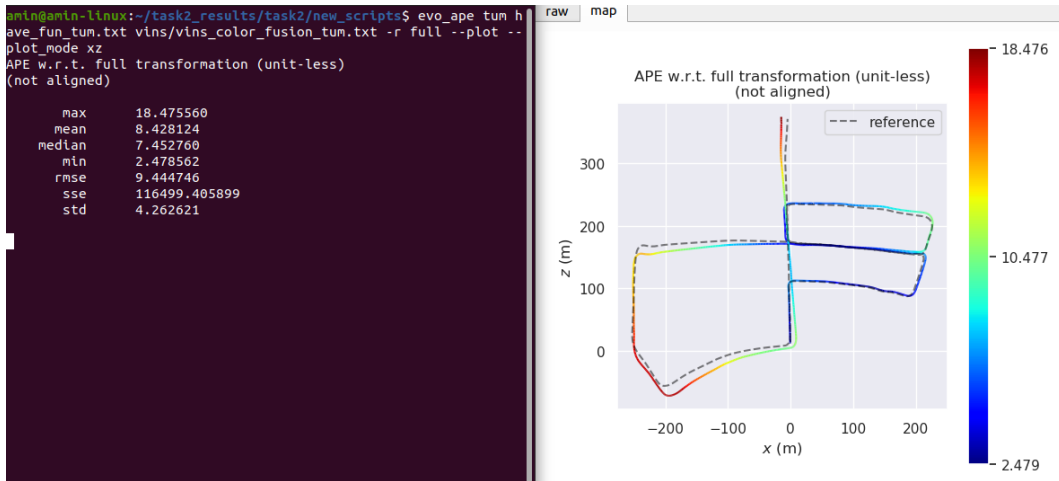 amin@amin-linux:~/task2_results/task2/new_scripts$ evo_ape tum h
ave_fun_tum.txt vins/vins_color_fusion_tum.txt -r full --plot --
plot_mode xz
APE w.r.t. full transformation (unit-less)
(not aligned)
max 18.475560
mean 8.428124
median 7.452760
min 2.478562
rmse 9.444746
sse 116499.405899
std 4.262621
raw map
APE w.r.t. full transformation (unit-less)
(not aligned)
reference
300
200
100
0
z (m)
−200 −100 0 100 200
x (m)
18.476
10.477
2.479